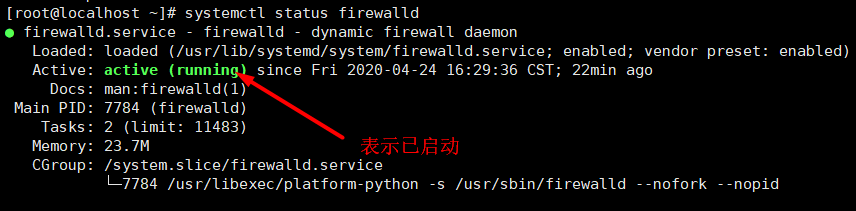 [root@localhost ~]# systemctl status firewalld
● firewalld.service - firewalld - dynamic firewall daemon
Loaded: loaded (/usr/lib/systemd/system/firewalld.service; enabled; vendor preset: enabled)
Active: active (running) since Fri 2020-04-24 16:29:36 CST; 22min ago
Docs: man:firewalld(1)
Main PID: 7784 (firewalld)
Tasks: 2 (limit: 11483)
Memory: 23.7M
表示已启动
CGroup: /system.slice/firewalld.service
└─7784 /usr/libexec/platform-python -s /usr/sbin/firewalld --nofork --nopid